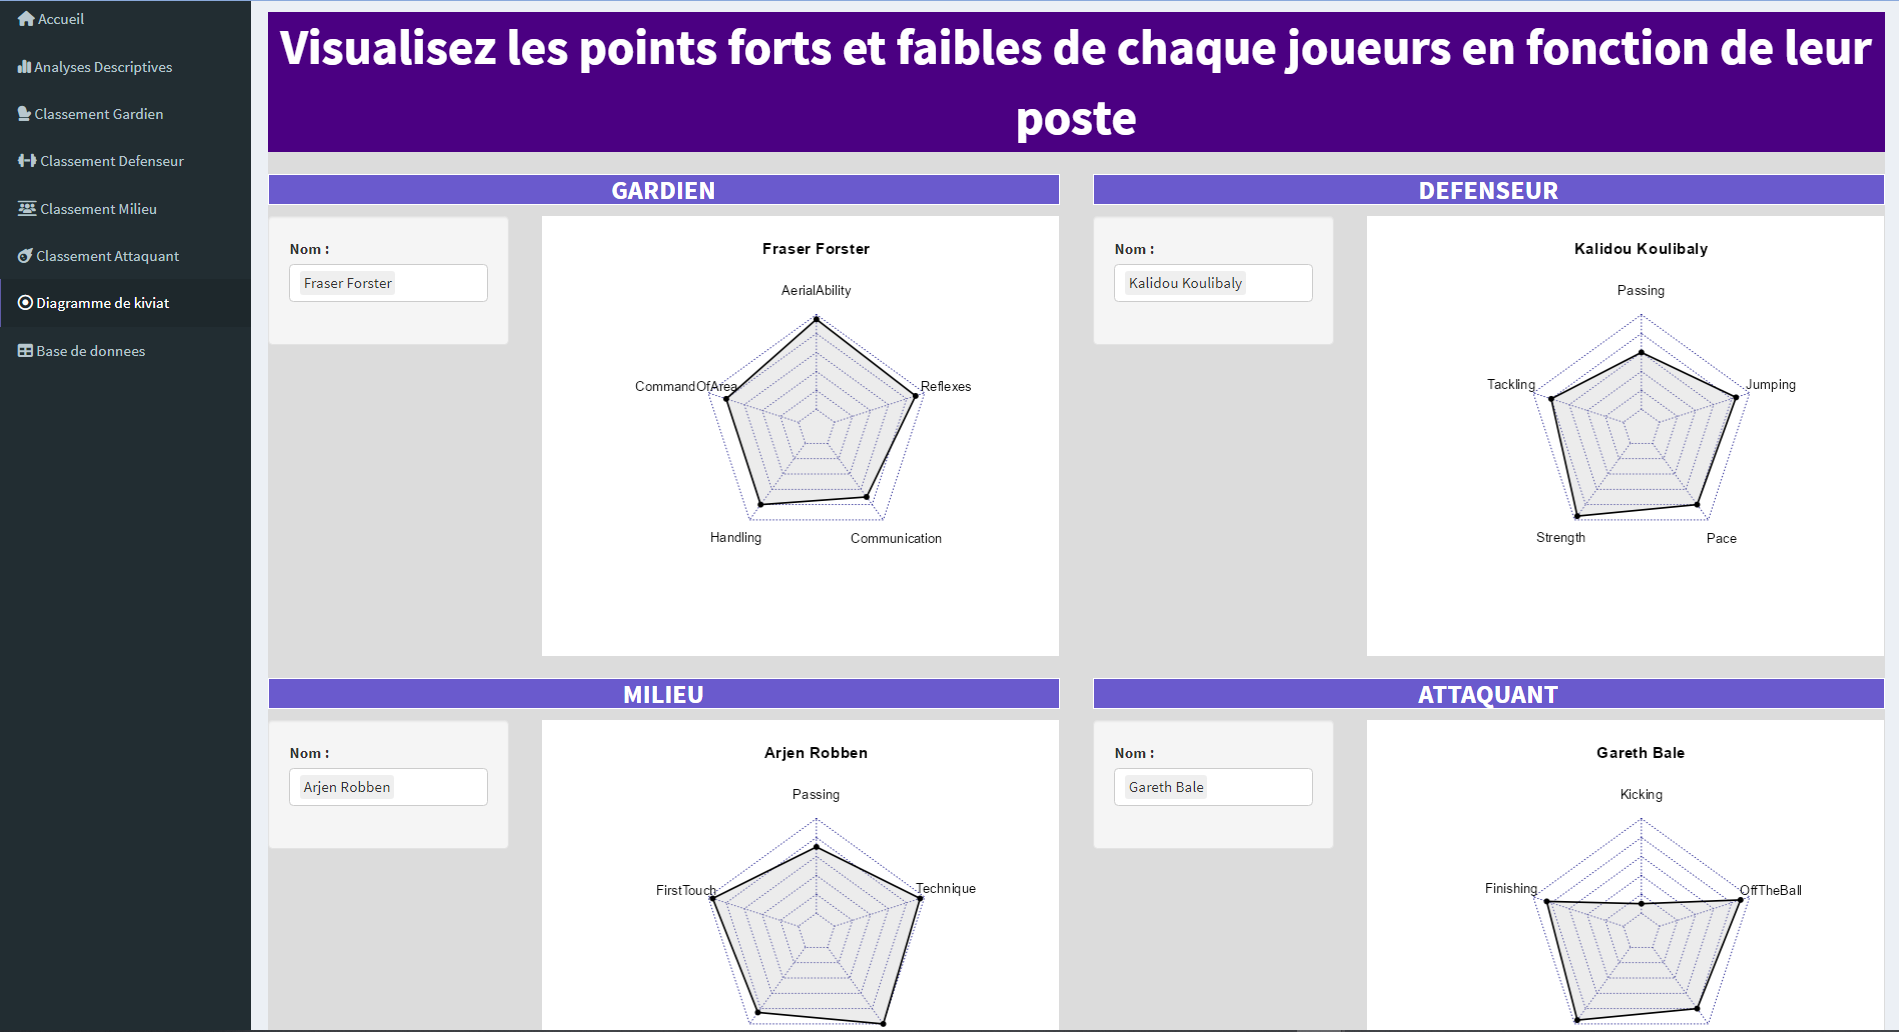 Accueil
Analyses Descriptives
Classement Gardien
Classement Defenseur
Classement Milieu
Classement Attaquant
Diagramme de kiviat
Base de donnees
Visualisez les points forts et faibles de chaque joueurs en fonction de leur
poste
GARDIEN
Nom :
Fraser Forster
Fraser Forster
AerialAbility
CommandOfArea
Reflexes
Handling
Communication
DEFENSEUR
Nom :
Kalidou Koulibaly
Kalidou Koulibaly
Passing
Tackling
Jumping
Strength
Pace
MILIEU
Nom :
Arjen Robben
Arjen Robben
Passing
FirstTouch
Technique
ATTAQUANT
Nom :
Gareth Bale
Gareth Bale
Kicking
Finishing
OffTheBall